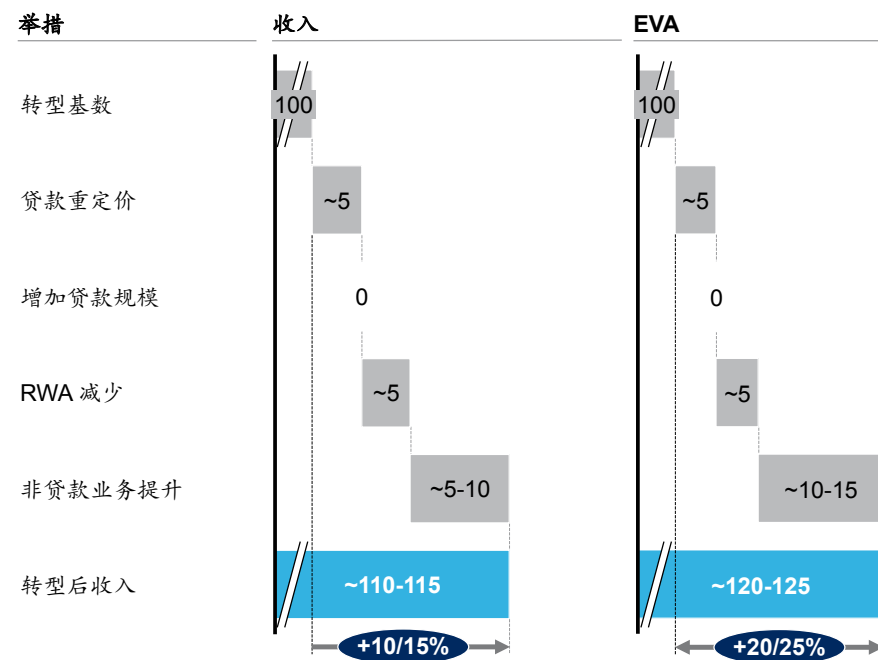 举措 收入 EVA
转型基数 100 100
贷款重定价 ~5 ~5
增加贷款规模 0 0
RWA 减少 ~5 ~5
非贷款业务提升 ~5-10 ~10-15
转型后收入 ~110-115 ~120-125
+10/15% +20/25%